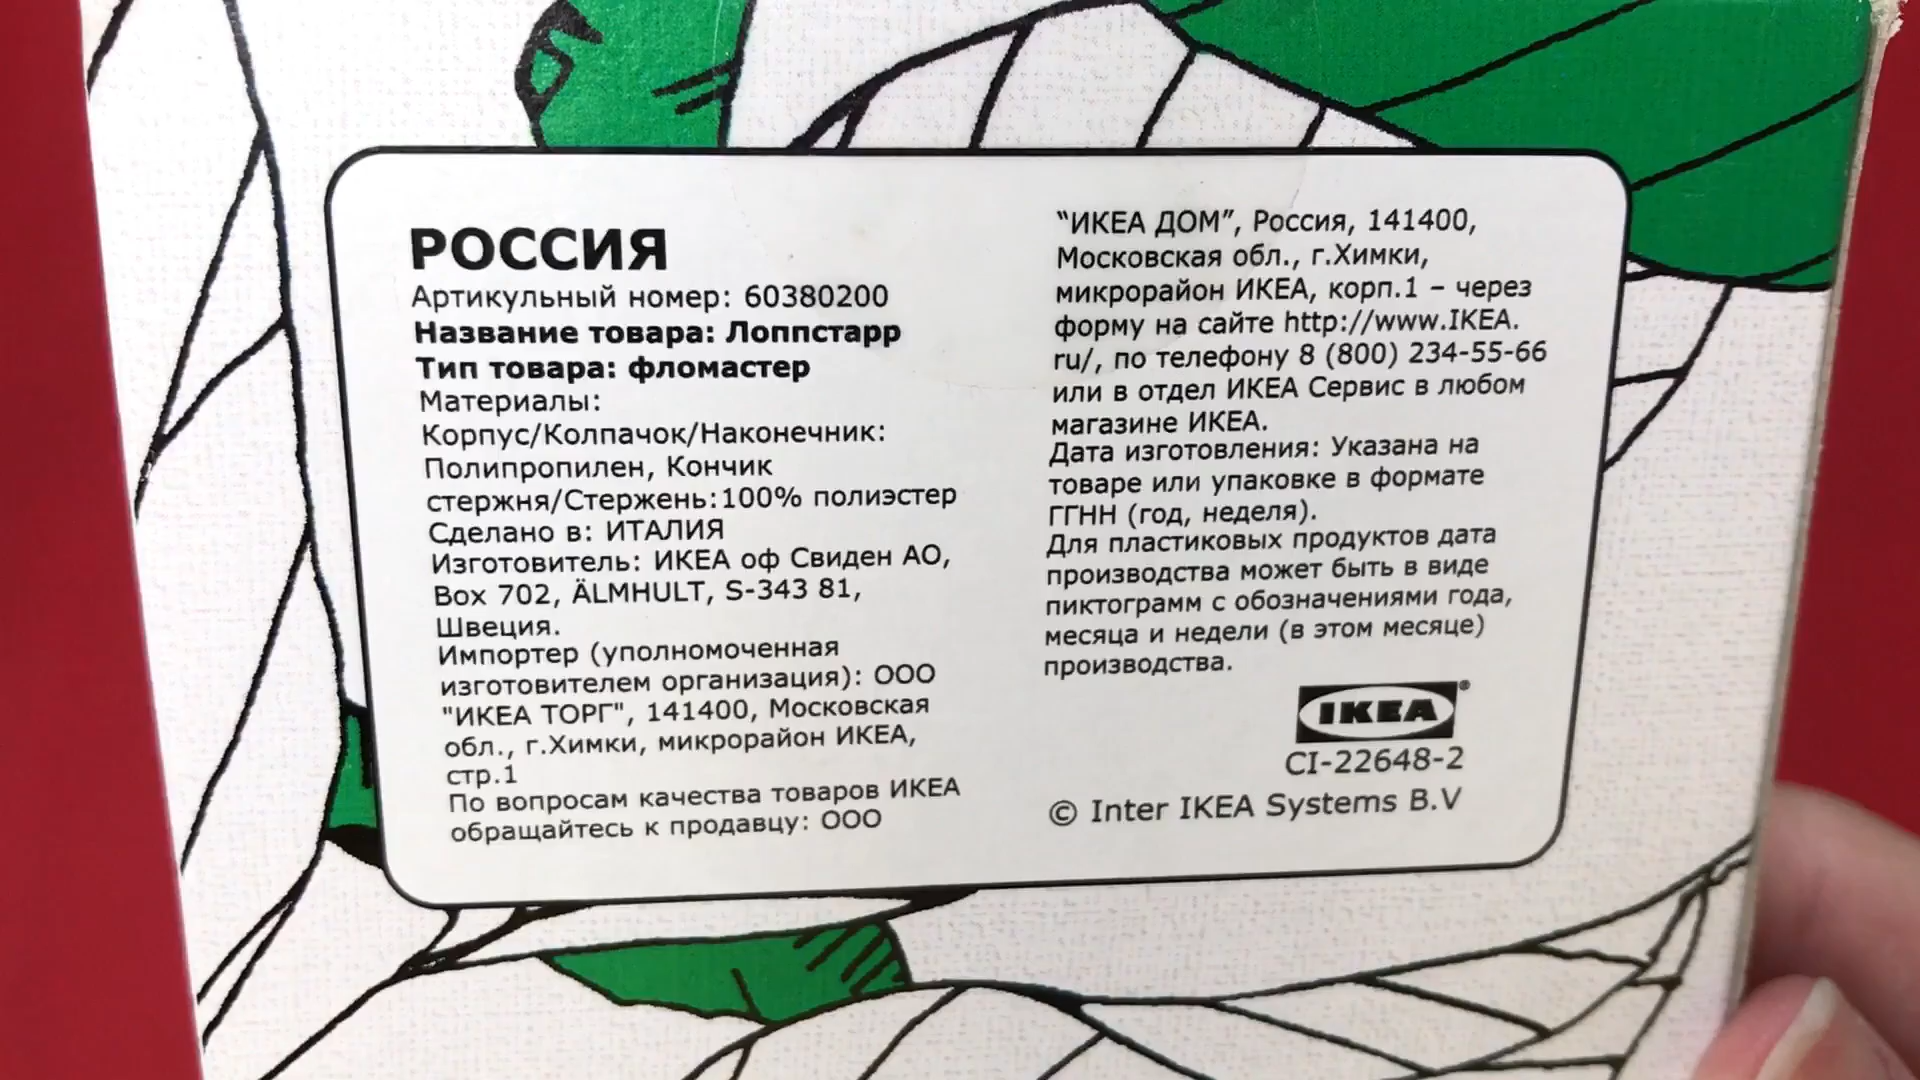 РОССИЯ
Артикульный номер: 60380200
Название товара: Лоппстарр
Тип товара: фломастер
Материалы:
Корпус/Колпачок/Наконечник:
Полипропилен, Кончик
стержня/Стержень:100% полиэстер
Сделано в: ИТАЛИЯ
Изготовитель: ИКЕА оф Свиден АО,
Box 702, ÄLMHULT, S-343 81,
Швеция.
Импортер (уполномоченная
изготовителем организация): ООО
"ИКЕА ТОРГ", 141400, Московская
обл., г.Химки, микрорайон ИКЕА,
стр.1
По вопросам качества товаров ИКЕА
обращайтесь к продавцу: ООО
“ИКЕА ДОМ”, Россия, 141400,
Московская обл., г.Химки,
микрорайон ИКЕА, корп.1 – через
форму на сайте http://www.IKEA.
ru/, по телефону 8 (800) 234-55-66
или в отдел ИКЕА Сервис в любом
магазине ИКЕА.
Дата изготовления: Указана на
товаре или упаковке в формате
ГГНН (год, неделя).
Для пластиковых продуктов дата
производства может быть в виде
пиктограмм с обозначениями года,
месяца и недели (в этом месяце)
производства.
IKEA®
CI-22648-2
© Inter IKEA Systems B.V